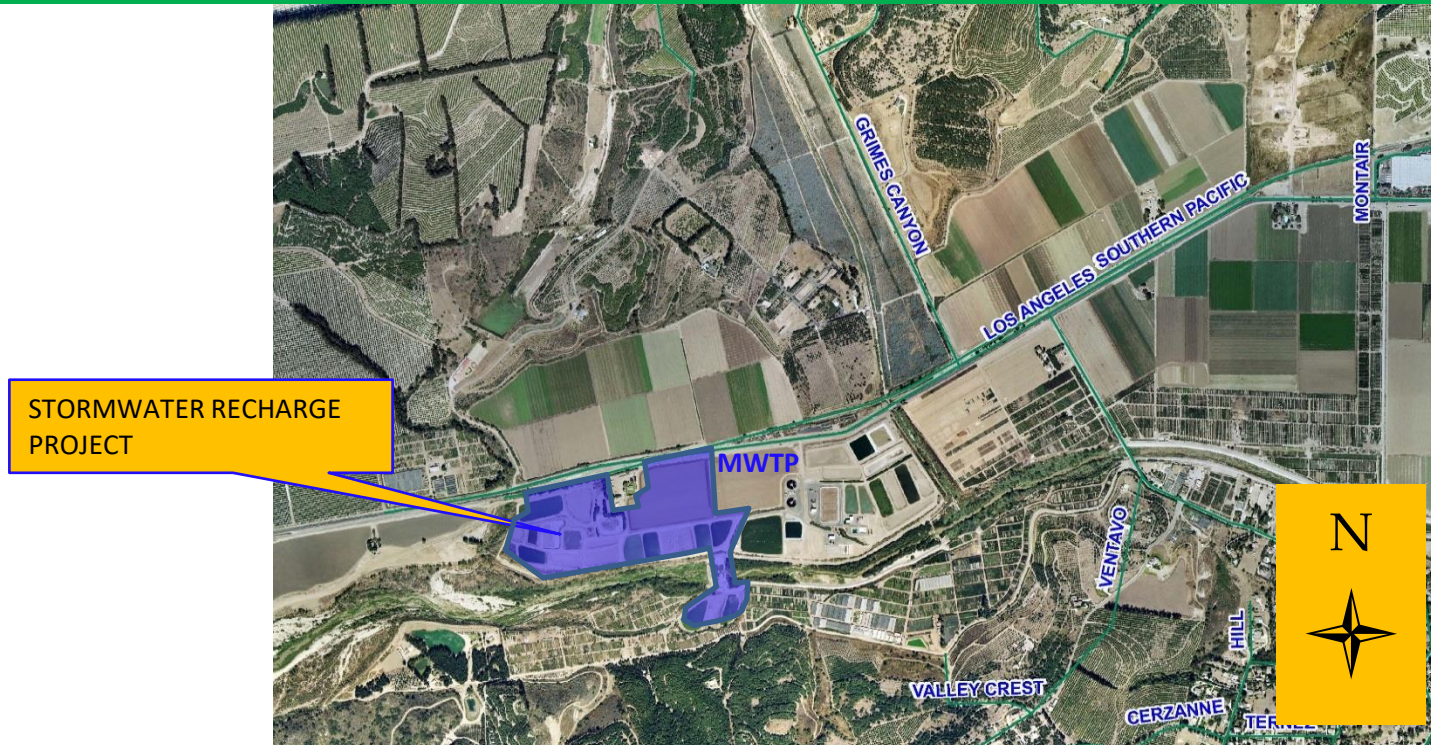 GRIMES CANYON
MONTAIR
LOS ANGELES SOUTHERN PACIFIC
STORMWATER RECHARGE
PROJECT
MWTP
N
VENTAVO
HILL
VALLEY CREST
CERZANNE